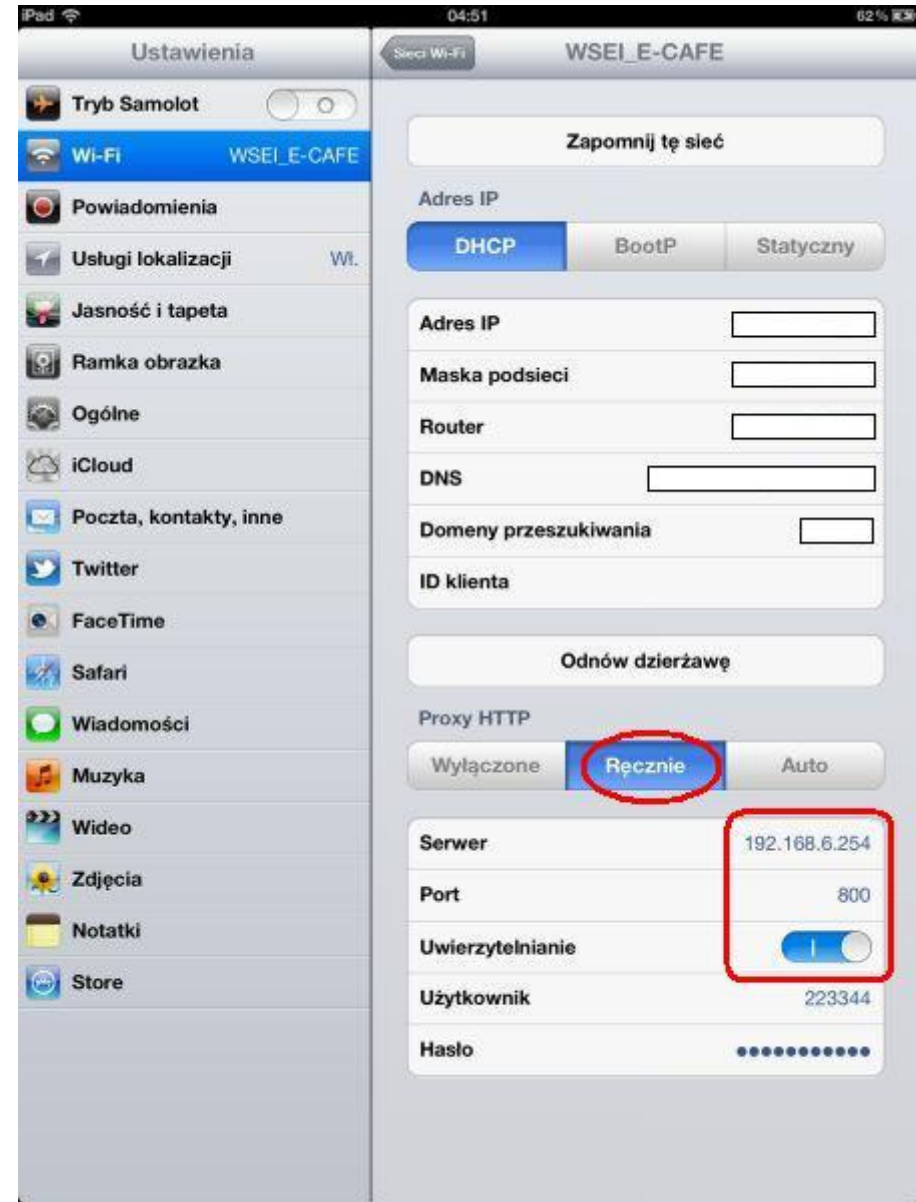 iPad 04:51 62%
Ustawienia
Tryb Samolot
Wi-Fi WSEI_E-CAFE
Powiadomienia
Usługi lokalizacji Wł.
Jasność i tapeta
Ramka obrazka
Ogólne
iCloud
Poczta, kontakty, inne
Twitter
FaceTime
Safari
Wiadomości
Muzyka
Wideo
Zdjęcia
Notatki
Store
Sieci Wi-Fi WSEI_E-CAFE
Zapomnij tę sieć
Adres IP
DHCP BootP Statyczny
Adres IP
Maska podsieci
Router
DNS
Domeny przeszukiwania
ID klienta
Odnów dzierżawę
Proxy HTTP
Wyłączone Ręcznie Auto
Serwer 192.168.6.254
Port 800
Uwierzytelnianie
Użytkownik 223344
Hasło •••••••••••